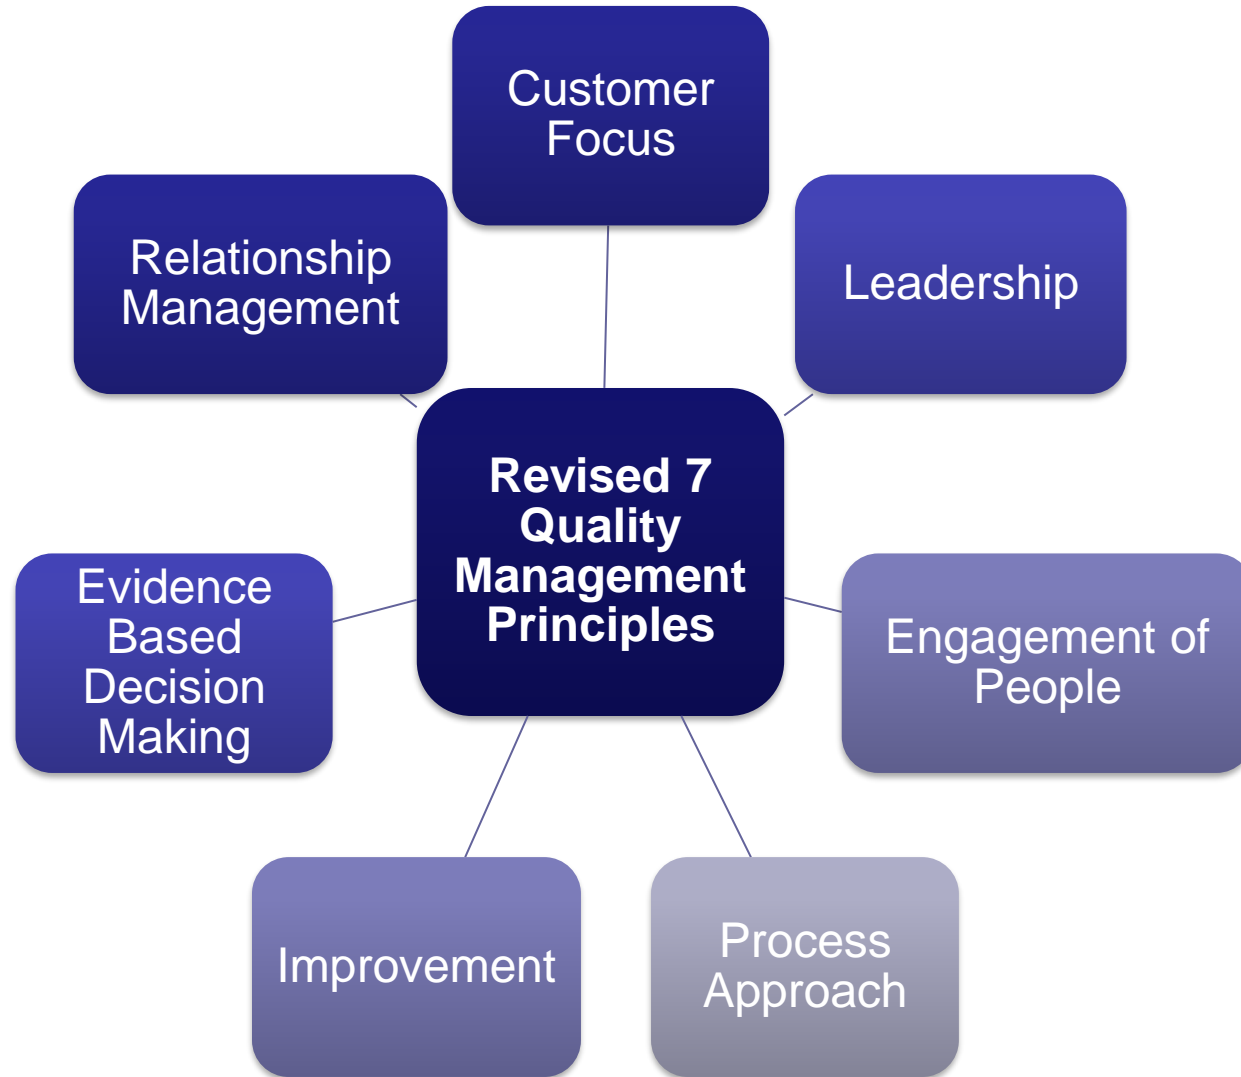 Customer
Focus
Leadership
Engagement of
People
Process
Approach
Improvement
Evidence
Based
Decision
Making
Relationship
Management
Revised 7
Quality
Management
Principles